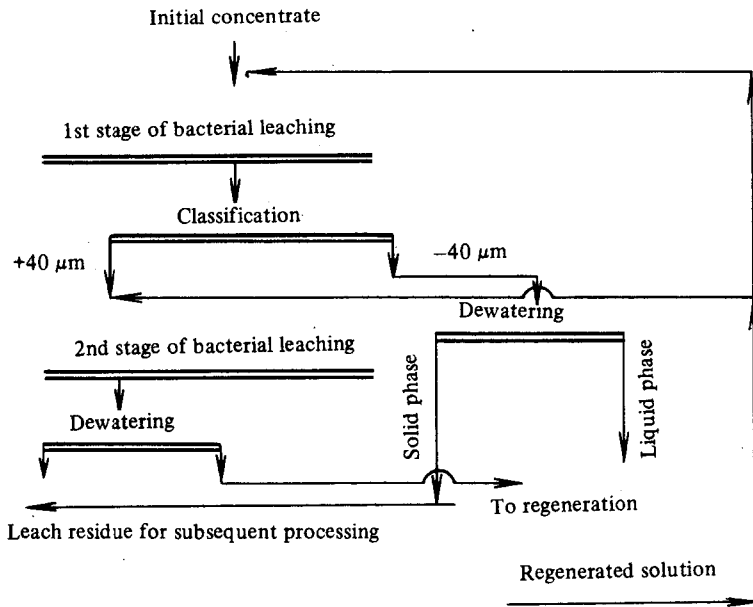 Initial concentrate
1st stage of bacterial leaching
Classification
+40 μm
−40 μm
Dewatering
2nd stage of bacterial leaching
Solid phase
Liquid phase
Dewatering
To regeneration
Leach residue for subsequent processing
Regenerated solution